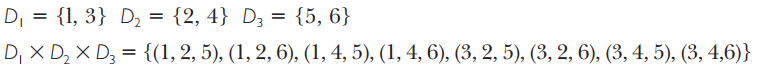 D₁ = {1, 3} D₂ = {2, 4} D₃ = {5, 6}
D₁ × D₂ × D₃ = {(1, 2, 5), (1, 2, 6), (1, 4, 5), (1, 4, 6), (3, 2, 5), (3, 2, 6), (3, 4, 5), (3, 4,6)}